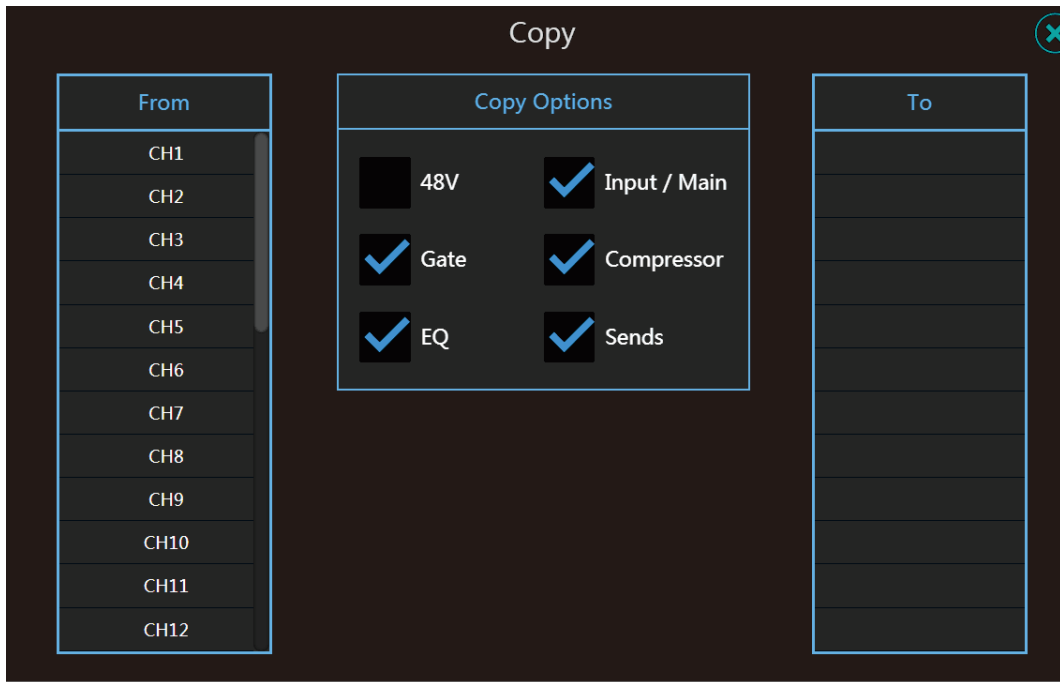 Copy
From
CH1
CH2
CH3
CH4
CH5
CH6
CH7
CH8
CH9
CH10
CH11
CH12
Copy Options
48V
Input / Main
Gate
Compressor
EQ
Sends
To